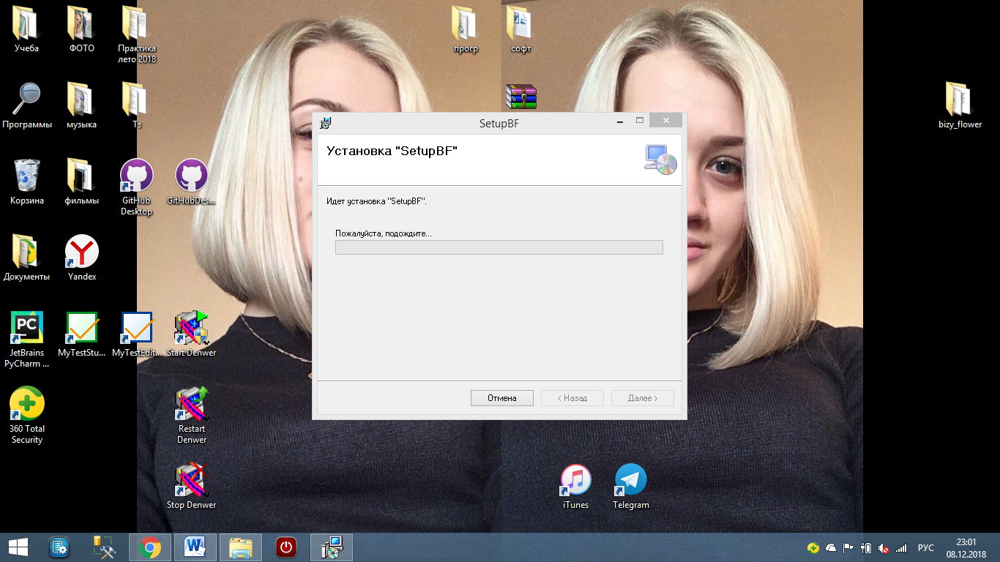 Учеба
ФОТО
Практика
лето 2018
прогр
софт
Программы
музыка
Тз
bizy_flower
SetupBF
Установка "SetupBF"
Идет установка "SetupBF".
Пожалуйста, подождите...
Отмена
< Назад
Далее >
Корзина
фильмы
GitHub
Desktop
GitHubDes...
Документы
Yandex
PC
JetBrains
PyCharm ...
MyTestStu...
MyTestEdit...
Start Denwer
360 Total
Security
Restart
Denwer
Stop Denwer
iTunes
Telegram
РУС
23:01
08.12.2018